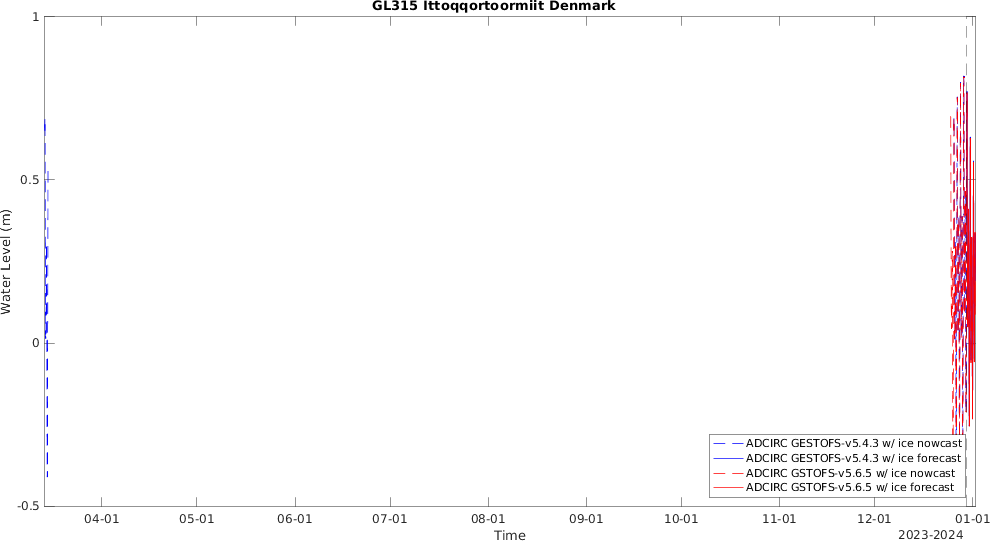 GL315 Ittoqqortoormiit Denmark
1
0.5
0
-0.5
Water Level (m)
04-01
05-01
06-01
07-01
08-01
09-01
10-01
11-01
12-01
01-01
Time
2023-2024
ADCIRC GESTOFS-v5.4.3 w/ ice nowcast
ADCIRC GESTOFS-v5.4.3 w/ ice forecast
ADCIRC GSTOFS-v5.6.5 w/ ice nowcast
ADCIRC GSTOFS-v5.6.5 w/ ice forecast